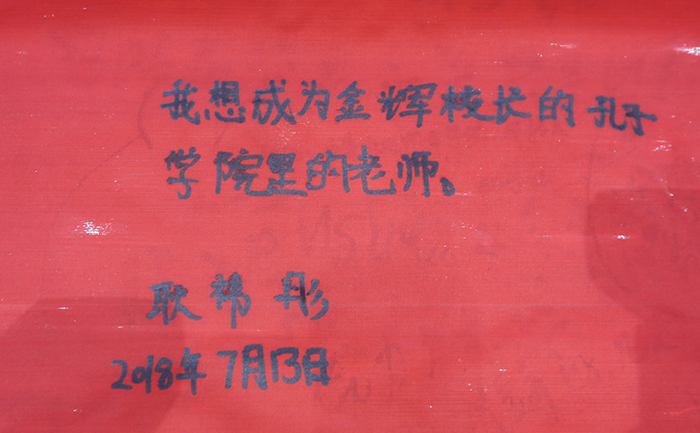 我想成为金辉校长的孔子
学院里的老师。
耿祎彤
2018年7月13日